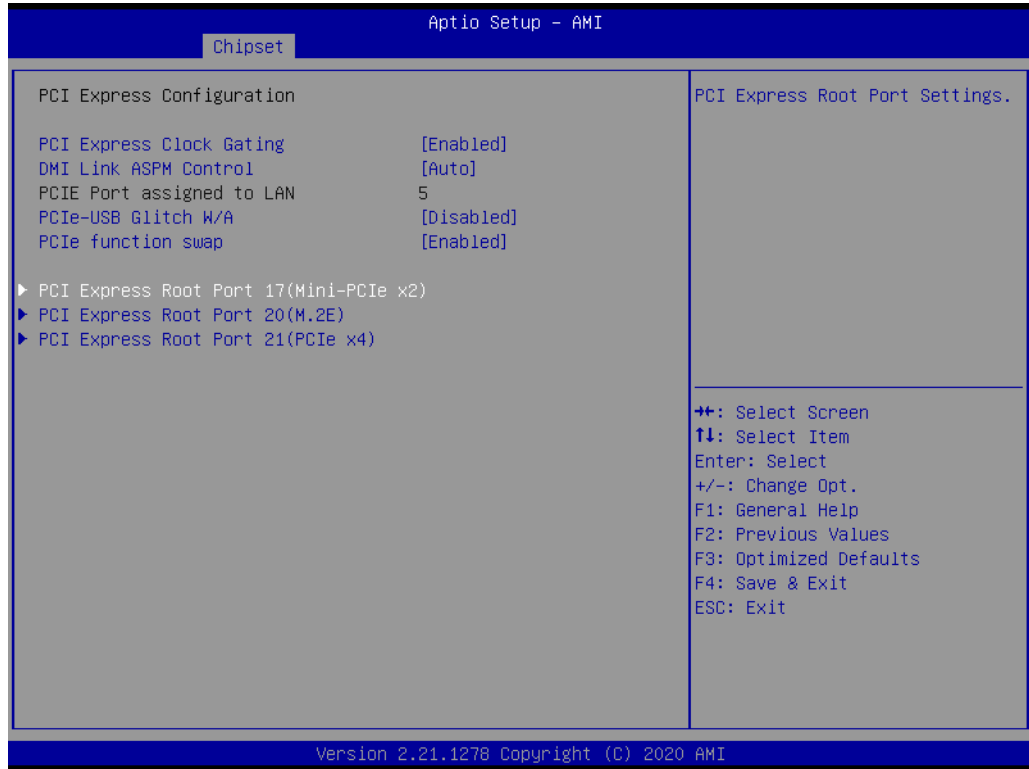 Aptio Setup – AMI
Chipset
PCI Express Configuration
PCI Express Clock Gating [Enabled]
DMI Link ASPM Control [Auto]
PCIE Port assigned to LAN 5
PCIe-USB Glitch W/A [Disabled]
PCIe function swap [Enabled]
▶ PCI Express Root Port 17(Mini-PCIe x2)
▶ PCI Express Root Port 20(M.2E)
▶ PCI Express Root Port 21(PCIe x4)
PCI Express Root Port Settings.
→←: Select Screen
↑↓: Select Item
Enter: Select
+/-: Change Opt.
F1: General Help
F2: Previous Values
F3: Optimized Defaults
F4: Save & Exit
ESC: Exit
Version 2.21.1278 Copyright (C) 2020 AMI